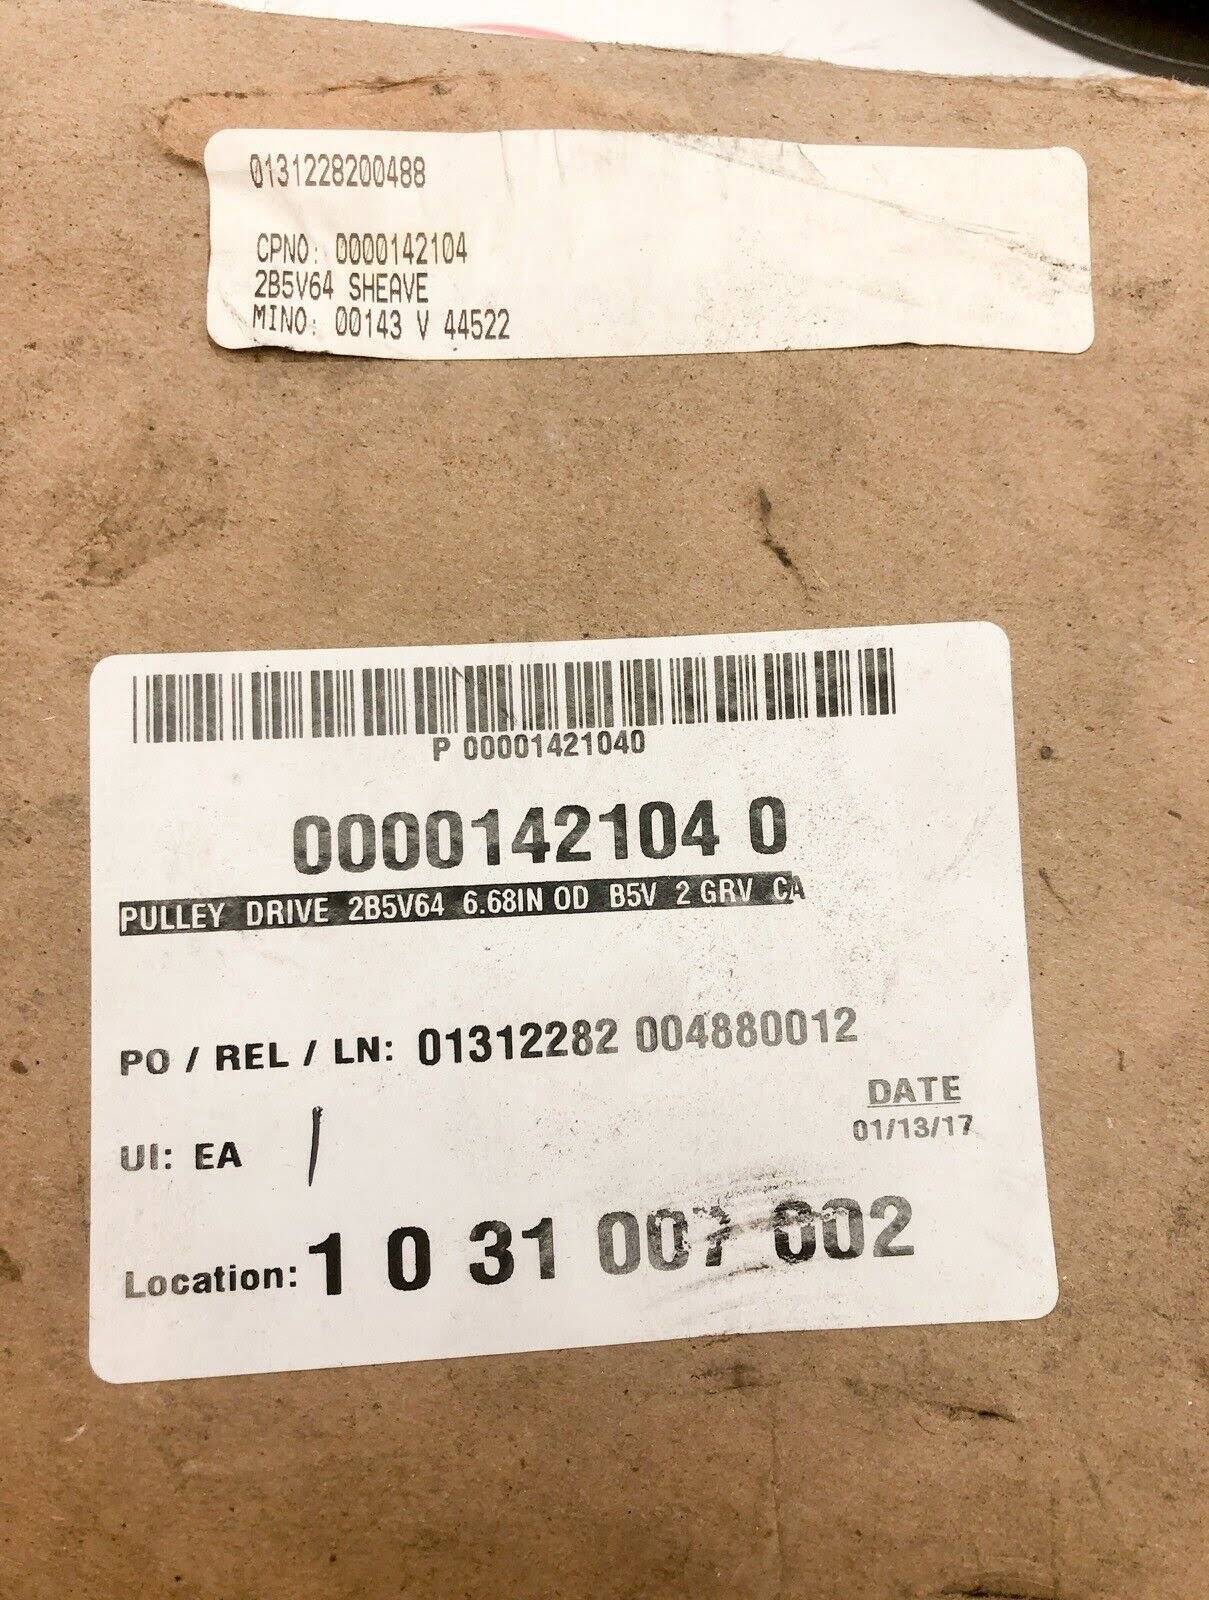 0131228200488
CPNO: 0000142104
2B5V64 SHEAVE
MINO: 00143 V 44522
P 00001421040
0000142104 0
PULLEY DRIVE 2B5V64 6.68IN OD B5V 2 GRV CA
PO / REL / LN: 01312282 004880012
DATE
01/13/17
UI: EA /
Location: 1 0 31 007 002